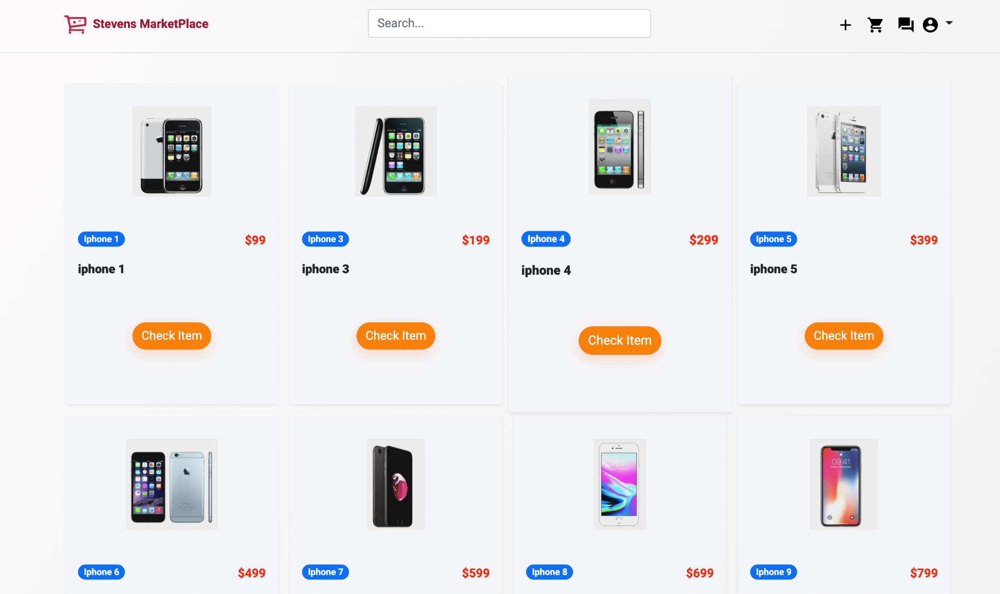 Stevens MarketPlace
Search...
Iphone 1
$99
iphone 1
Check Item
Iphone 3
$199
iphone 3
Check Item
Iphone 4
$299
iphone 4
Check Item
Iphone 5
$399
iphone 5
Check Item
Iphone 6
$499
Iphone 7
$599
09:41
Iphone 8
$699
09:41
Iphone 9
$799